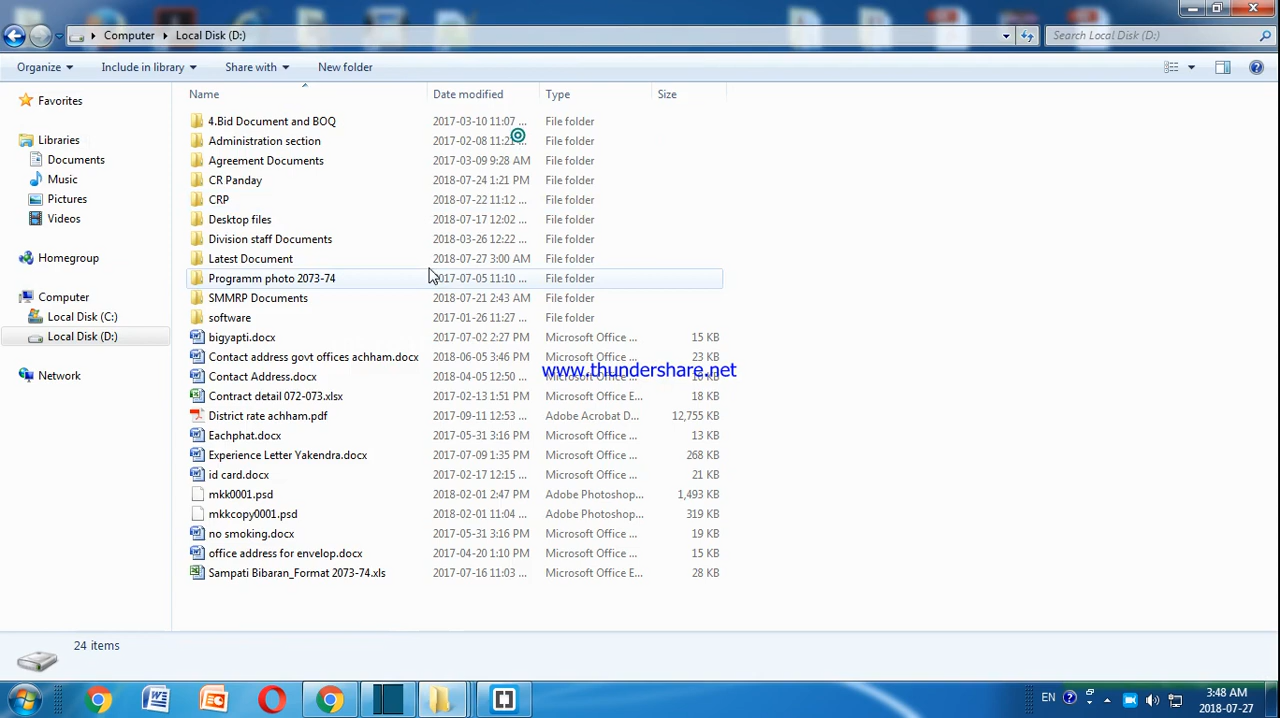 Computer Local Disk (D:) Search Local Disk (D:)
Organize Include in library Share with New folder
Name Date modified Type Size
Favorites
Libraries
Documents
Music
Pictures
Videos
Homegroup
Computer
Local Disk (C:)
Local Disk (D:)
Network
4.Bid Document and BOQ 2017-03-10 11:07 ... File folder
Administration section 2017-02-08 11:21 ... File folder
Agreement Documents 2017-03-09 9:28 AM File folder
CR Panday 2018-07-24 1:21 PM File folder
CRP 2018-07-22 11:12 ... File folder
Desktop files 2018-07-17 12:02 ... File folder
Division staff Documents 2018-03-26 12:22 ... File folder
Latest Document 2018-07-27 3:00 AM File folder
Programm photo 2073-74 2017-07-05 11:10 ... File folder
SMMRP Documents 2018-07-21 2:43 AM File folder
software 2017-01-26 11:27 ... File folder
bigyapti.docx 2017-07-02 2:27 PM Microsoft Office ... 15 KB
Contact address govt offices achham.docx 2018-06-05 3:46 PM Microsoft Office ... 23 KB
www.thundershare.net
Contact Address.docx 2018-04-05 12:50 ... Microsoft Office ... KB
Contract detail 072-073.xlsx 2017-02-13 1:51 PM Microsoft Office E... 18 KB
District rate achham.pdf 2017-09-11 12:53 ... Adobe Acrobat D... 12,755 KB
Eachphat.docx 2017-05-31 3:16 PM Microsoft Office ... 13 KB
Experience Letter Yakendra.docx 2017-07-09 1:35 PM Microsoft Office ... 268 KB
id card.docx 2017-02-17 12:15 ... Microsoft Office ... 21 KB
mkk0001.psd 2018-02-01 2:47 PM Adobe Photoshop... 1,493 KB
mkkcopy0001.psd 2018-02-01 11:04 ... Adobe Photoshop... 319 KB
no smoking.docx 2017-05-31 3:16 PM Microsoft Office ... 19 KB
office address for envelop.docx 2017-04-20 1:10 PM Microsoft Office ... 15 KB
Sampati Bibaran_Format 2073-74.xls 2017-07-16 11:03 ... Microsoft Office E... 28 KB
24 items
EN 3:48 AM
2018-07-27